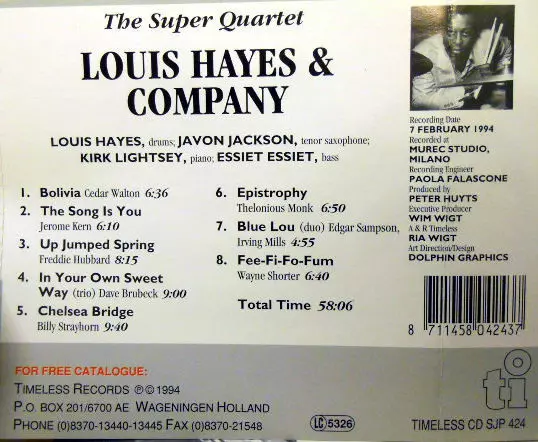 The Super Quartet
LOUIS HAYES &
COMPANY
LOUIS HAYES, drums; JAVON JACKSON, tenor saxophone;
KIRK LIGHTSEY, piano; ESSIET ESSIET, bass
1. Bolivia Cedar Walton 6:36
2. The Song Is You
Jerome Kern 6:10
3. Up Jumped Spring
Freddie Hubbard 8:15
4. In Your Own Sweet
Way (trio) Dave Brubeck 9:00
5. Chelsea Bridge
Billy Strayhorn 9:40
6. Epistrophy
Thelonious Monk 6:50
7. Blue Lou (duo) Edgar Sampson,
Irving Mills 4:55
8. Fee-Fi-Fo-Fum
Wayne Shorter 6:40
Total Time 58:06
Recording Date
7 FEBRUARY 1994
Recorded at
MUREC STUDIO,
MILANO
Recording Engineer
PAOLA FALASCONE
Produced by
PETER HUYTS
Executive Producer
WIM WIGT
A & R Timeless
RIA WIGT
Art Direction/Design
DOLPHIN GRAPHICS
8 711458 042437
FOR FREE CATALOGUE:
TIMELESS RECORDS ℗©1994
P.O. BOX 201/6700 AE WAGENINGEN HOLLAND
PHONE (0)8370-13440-13445 FAX (0)8370-21548
LC 5326
ti
TIMELESS CD SJP 424